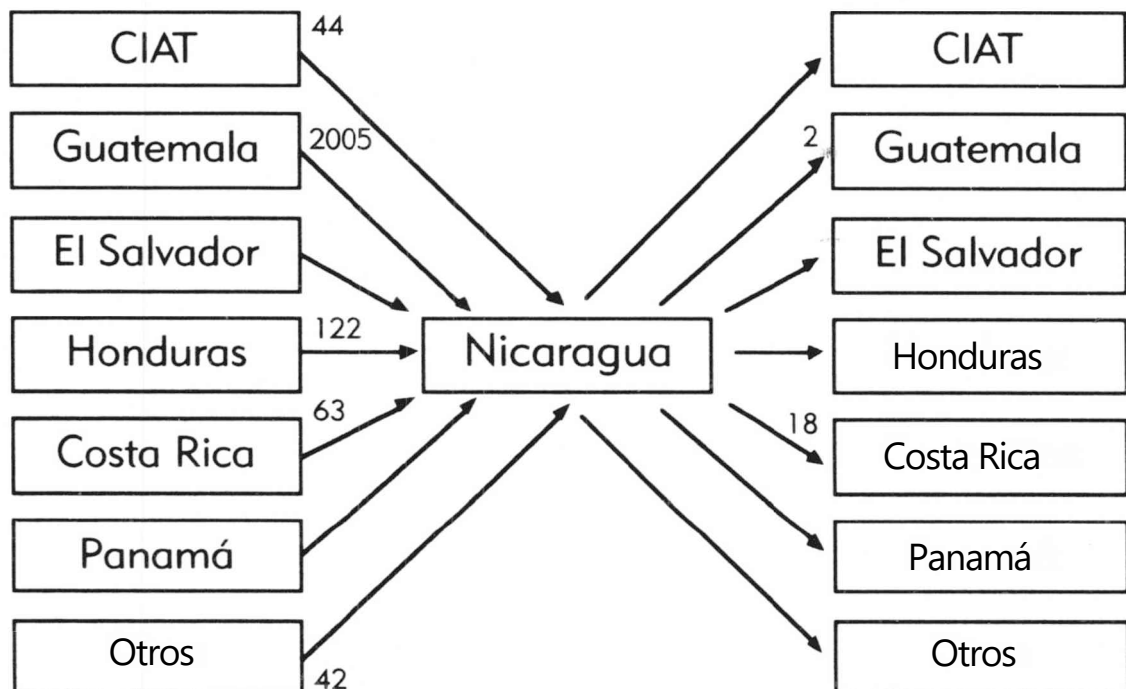 CIAT
44
CIAT
Guatemala
2005
2
Guatemala
El Salvador
El Salvador
Honduras
122
Nicaragua
Honduras
Costa Rica
63
18
Costa Rica
Panamá
Panamá
Otros
42
Otros